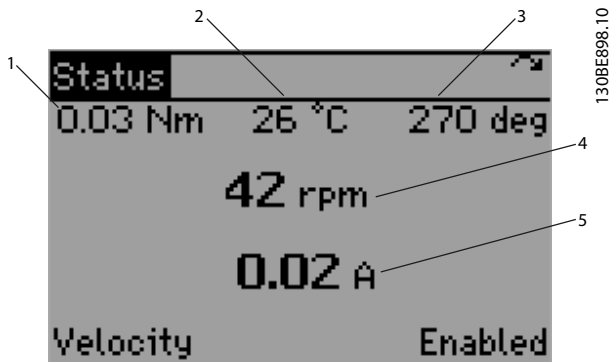 2 3
1 Status
0.03 Nm 26 °C 270 deg
4
42 rpm
5
0.02 A
Velocity Enabled
130BE898.10